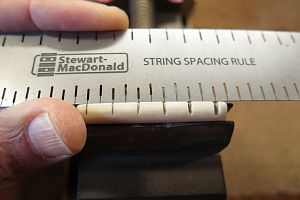 Stewart-
MacDonald
STRING SPACING RULE